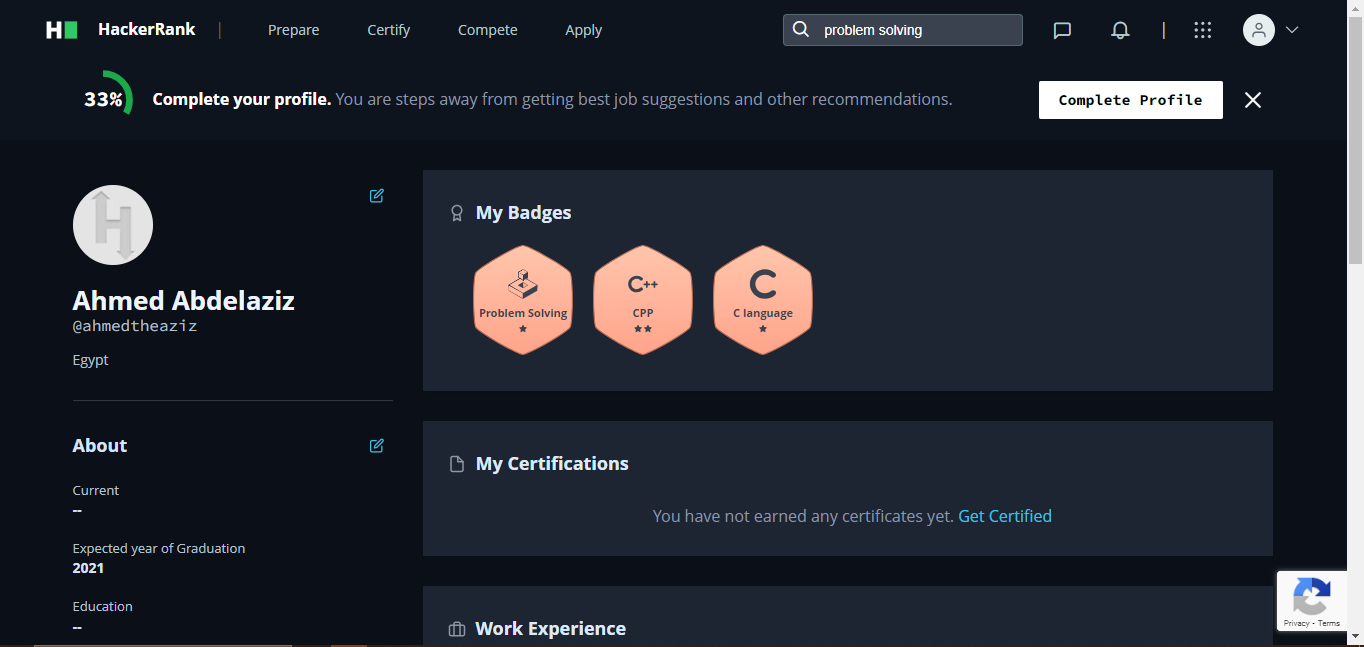 HackerRank | Prepare Certify Compete Apply problem solving |
33% Complete your profile. You are steps away from getting best job suggestions and other recommendations. Complete Profile
Ahmed Abdelaziz
@ahmedtheaziz
Egypt
About
Current
--
Expected year of Graduation
2021
Education
--
My Badges
Problem Solving
C++
CPP
C
C language
My Certifications
You have not earned any certificates yet. Get Certified
Work Experience
Privacy - Terms